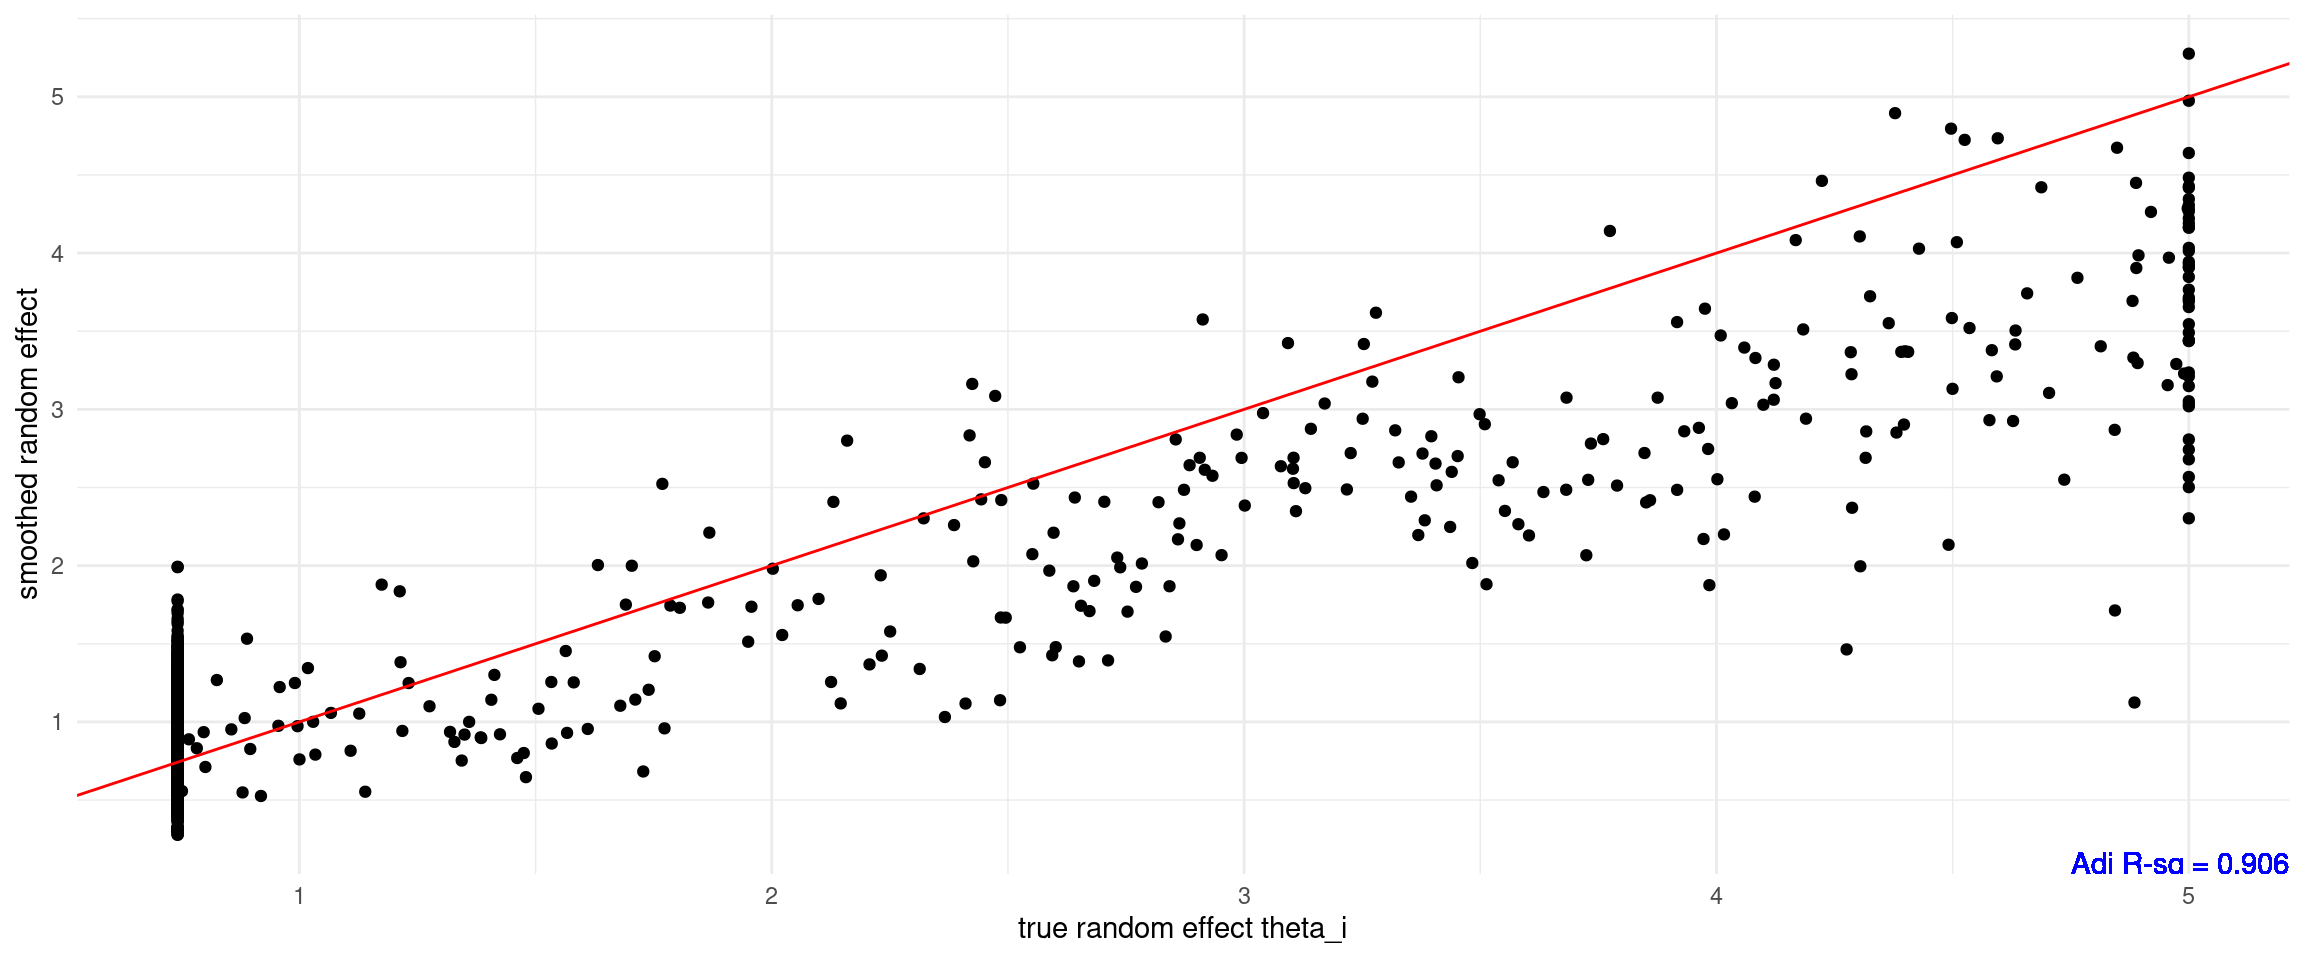 5
4
3
2
1
smoothed random effect
Adj R-sq = 0.906
1 2 3 4 5
true random effect theta_i